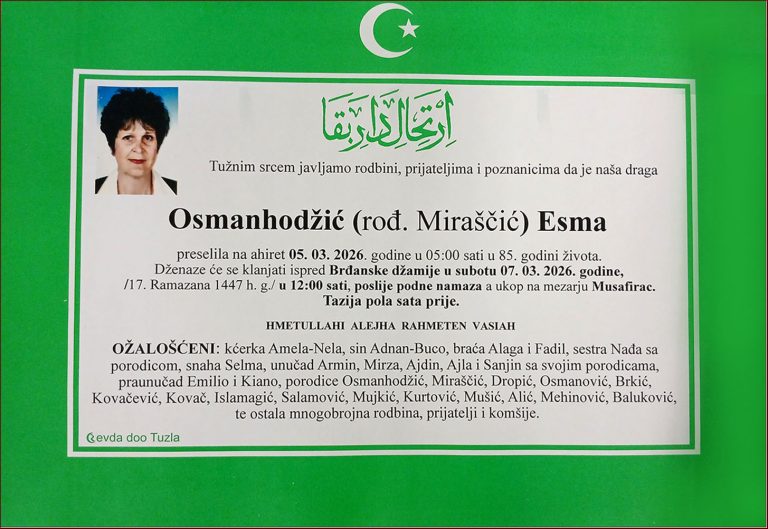 اِرْتِحَالِ دَارِ بَقَا
Tužnim srcem javljamo rodbini, prijateljima i poznanicima da je naša draga
Osmanhodžić (rođ. Miraščić) Esma
preselila na ahiret 05. 03. 2026. godine u 05:00 sati u 85. godini života.
Dženaze će se klanjati ispred Brđanske džamije u subotu 07. 03. 2026. godine,
/17. Ramazana 1447 h. g./ u 12:00 sati, poslije podne namaza a ukop na mezarju Musafirac.
Tazija pola sata prije.
HMETULLAHI ALEJHA RAHMETEN VASIAH
OŽALOŠĆENI: kćerka Amela-Nela, sin Adnan-Buco, braća Alaga i Fadil, sestra Nađa sa
porodicom, snaha Selma, unučad Armin, Mirza, Ajdin, Ajla i Sanjin sa svojim porodicama,
praunučad Emilio i Kiano, porodice Osmanhodžić, Miraščić, Dropić, Osmanović, Brkić,
Kovačević, Kovač, Islamagić, Salamović, Mujkić, Kurtović, Mušić, Alić, Mehinović, Baluković,
te ostala mnogobrojna rodbina, prijatelji i komšije.
evda doo Tuzla